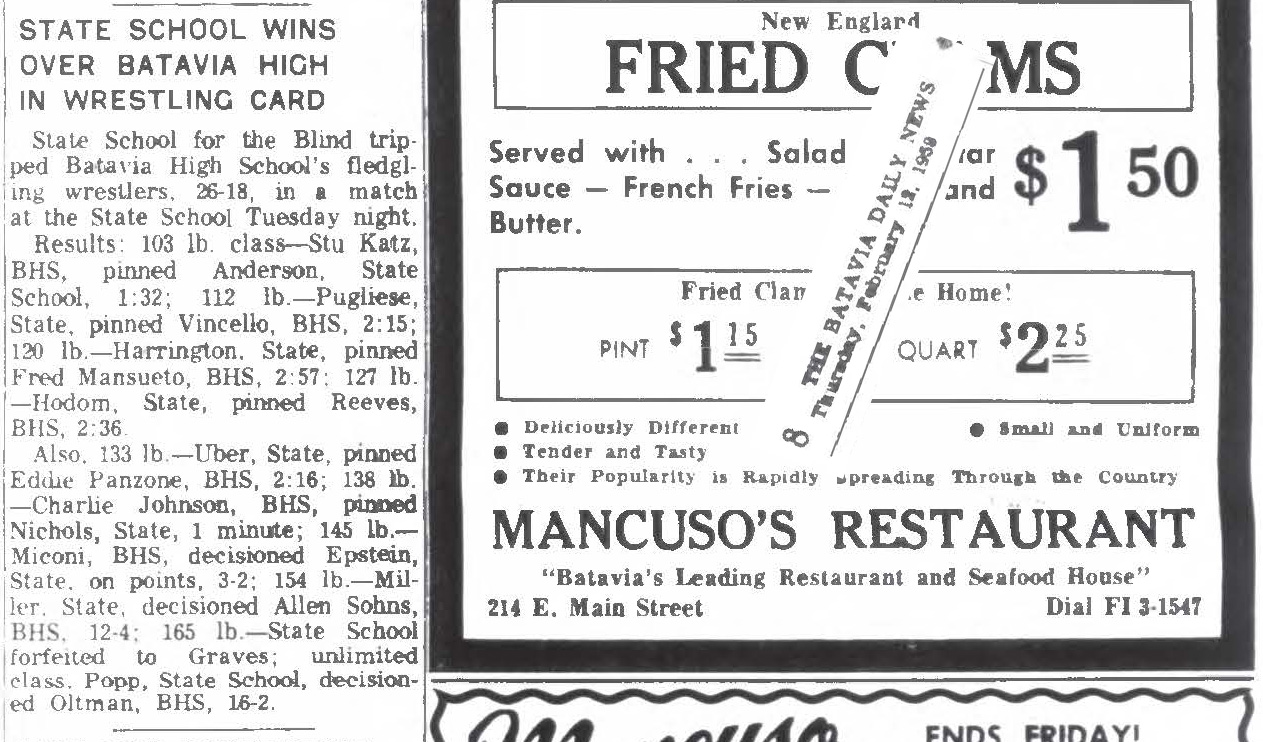 STATE SCHOOL WINS
OVER BATAVIA HIGH
IN WRESTLING CARD
State School for the Blind trip-
ped Batavia High School's fledgl-
ing wrestlers, 26-18, in a match
at the State School Tuesday night.
Results: 103 lb. class—Stu Katz,
BHS, pinned Anderson, State
School, 1:32; 112 lb.—Pugliese,
State, pinned Vincello, BHS, 2:15;
120 lb.—Harrington, State, pinned
Fred Mansueto, BHS, 2:57; 127 lb.
—Hodom, State, pinned Reeves,
BHS, 2:36.
Also, 133 lb.—Uber, State, pinned
Eddie Panzone, BHS, 2:16; 138 lb.
—Charlie Johnson, BHS, pinned
Nichols, State, 1 minute; 145 lb.—
Miconi, BHS, decisioned Epstein,
State, on points, 3-2; 154 lb.—Mil-
ler, State, decisioned Allen Sohns,
BHS, 12-4; 165 lb.—State School
forfeited to Graves; unlimited
class, Popp, State School, decision-
ed Oltman, BHS, 16-2.
New England
FRIED C MS
Served with . . . Salad ar $1 50
Sauce — French Fries — and
Butter.
Fried Clam e Home!
PINT $1 15 QUART $2 25
• Deliciously Different • Small and Uniform
• Tender and Tasty
• Their Popularity is Rapidly spreading Through the Country
MANCUSO'S RESTAURANT
"Batavia's Leading Restaurant and Seafood House"
214 E. Main Street Dial FI 3-1547
8 THE BATAVIA DAILY NEWS
Thursday, February 12, 1959
Mancuso ENDS FRIDAY!